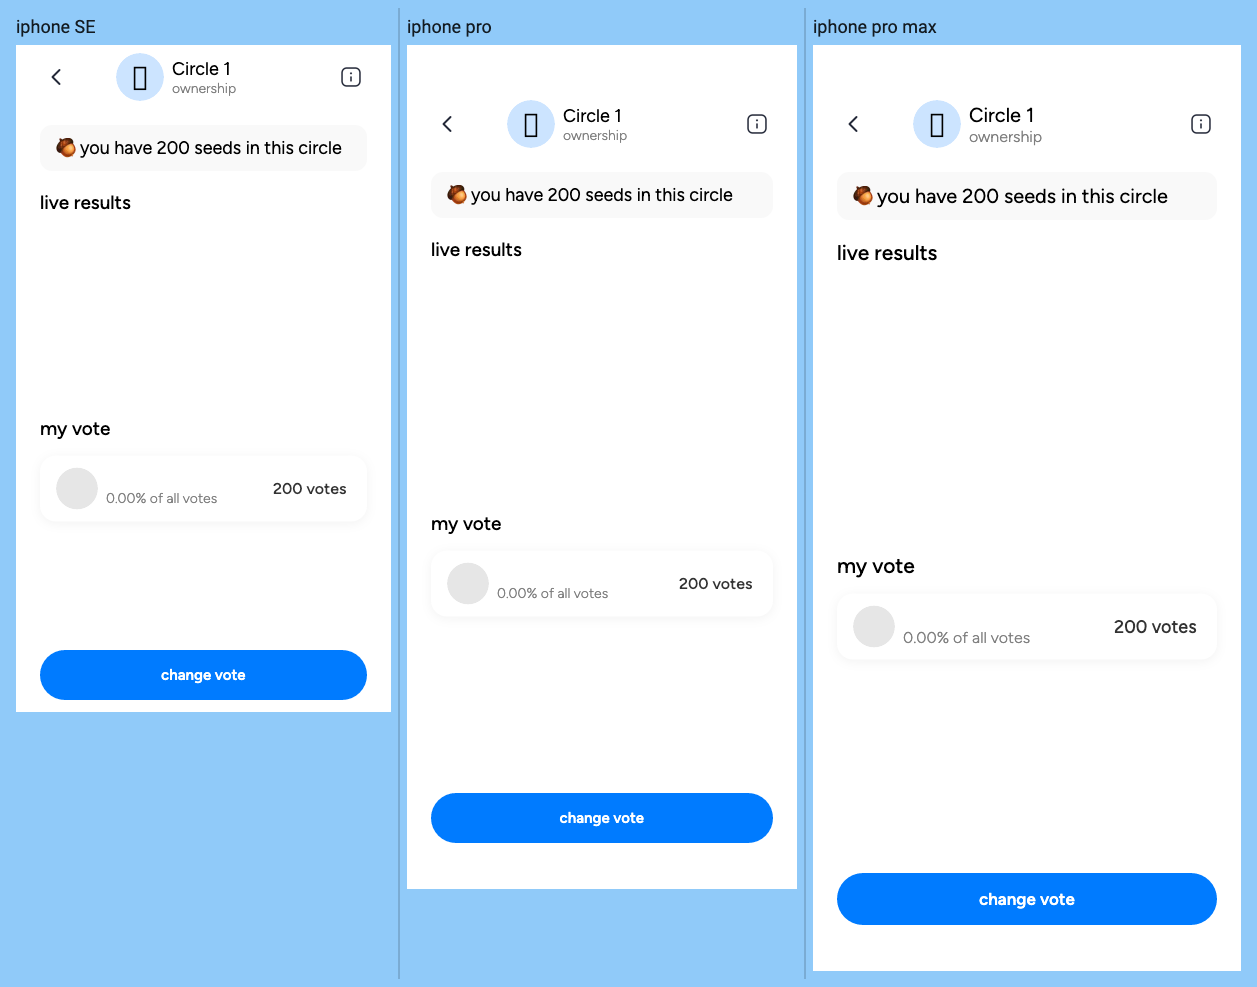 iphone SE
Circle 1
ownership
you have 200 seeds in this circle
live results
my vote
0.00% of all votes
200 votes
change vote
iphone pro
Circle 1
ownership
you have 200 seeds in this circle
live results
my vote
0.00% of all votes
200 votes
change vote
iphone pro max
Circle 1
ownership
you have 200 seeds in this circle
live results
my vote
0.00% of all votes
200 votes
change vote